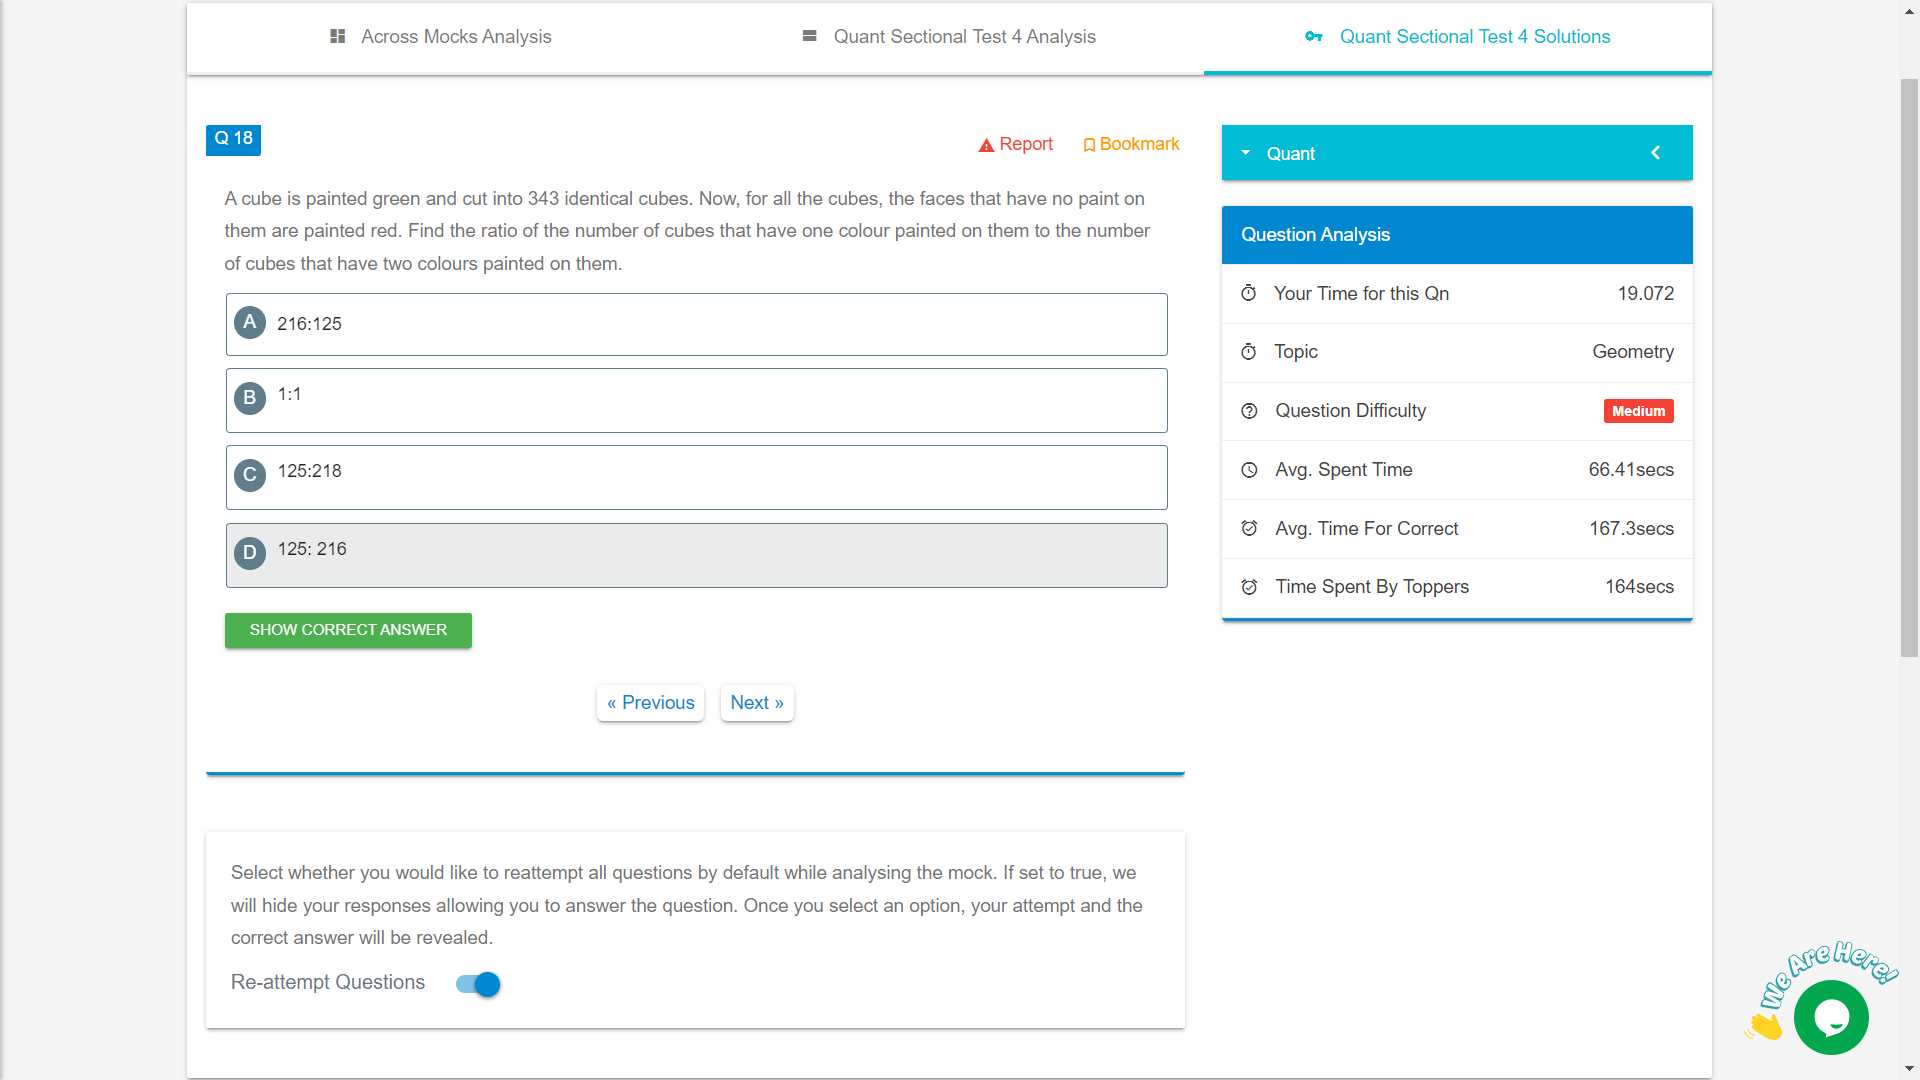 Across Mocks Analysis
Quant Sectional Test 4 Analysis
Quant Sectional Test 4 Solutions
Q 18
Report
Bookmark
A cube is painted green and cut into 343 identical cubes. Now, for all the cubes, the faces that have no paint on
them are painted red. Find the ratio of the number of cubes that have one colour painted on them to the number
of cubes that have two colours painted on them.
A 216:125
B 1:1
C 125:218
D 125: 216
SHOW CORRECT ANSWER
« Previous
Next »
Quant
Question Analysis
Your Time for this Qn 19.072
Topic Geometry
Question Difficulty Medium
Avg. Spent Time 66.41secs
Avg. Time For Correct 167.3secs
Time Spent By Toppers 164secs
Select whether you would like to reattempt all questions by default while analysing the mock. If set to true, we
will hide your responses allowing you to answer the question. Once you select an option, your attempt and the
correct answer will be revealed.
Re-attempt Questions
We Are Here!